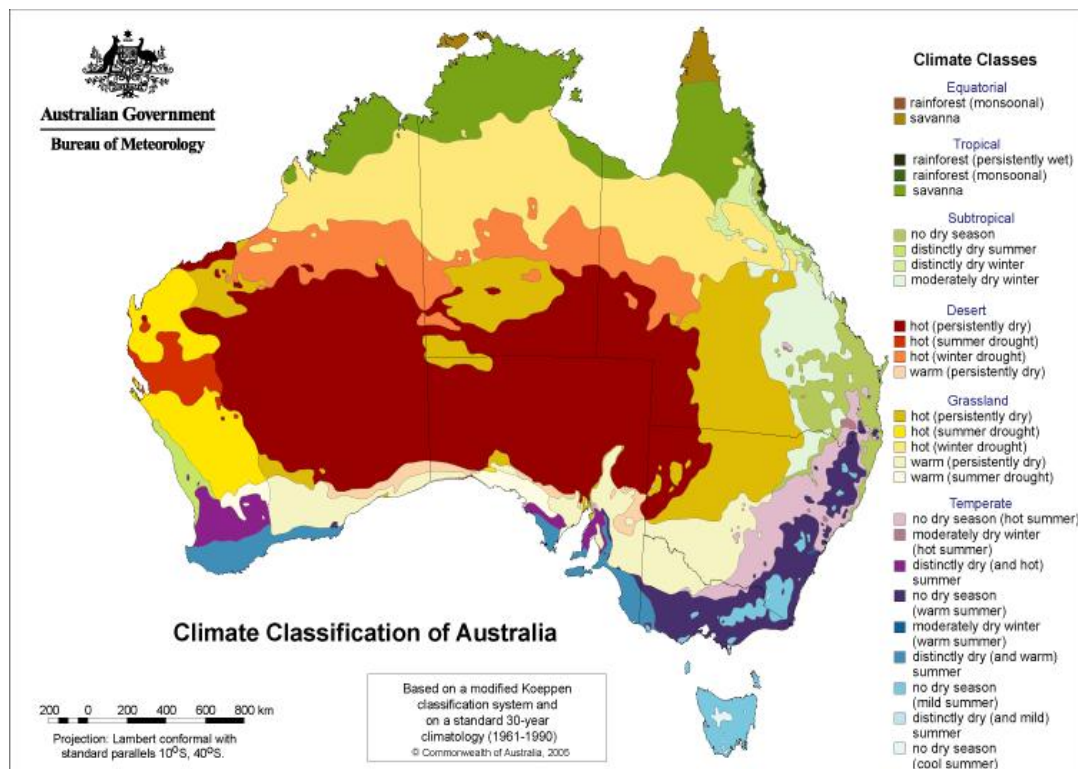 Australian Government
Bureau of Meteorology
Climate Classes
Equatorial
rainforest (monsoonal)
savanna
Tropical
rainforest (persistently wet)
rainforest (monsoonal)
savanna
Subtropical
no dry season
distinctly dry summer
distinctly dry winter
moderately dry winter
Desert
hot (persistently dry)
hot (summer drought)
hot (winter drought)
warm (persistently dry)
Grassland
hot (persistently dry)
hot (summer drought)
hot (winter drought)
warm (persistently dry)
warm (summer drought)
Temperate
no dry season (hot summer)
moderately dry winter
(hot summer)
distinctly dry (and hot)
summer
no dry season
(warm summer)
moderately dry winter
(warm summer)
distinctly dry (and warm)
summer
no dry season
(mild summer)
distinctly dry (and mild)
summer
no dry season
(cool summer)
Climate Classification of Australia
Based on a modified Koeppen
classification system and
on a standard 30-year
climatology (1961-1990)
© Commonwealth of Australia, 2005
200 0 200 400 600 800 km
Projection: Lambert conformal with
standard parallels 10°S, 40°S.